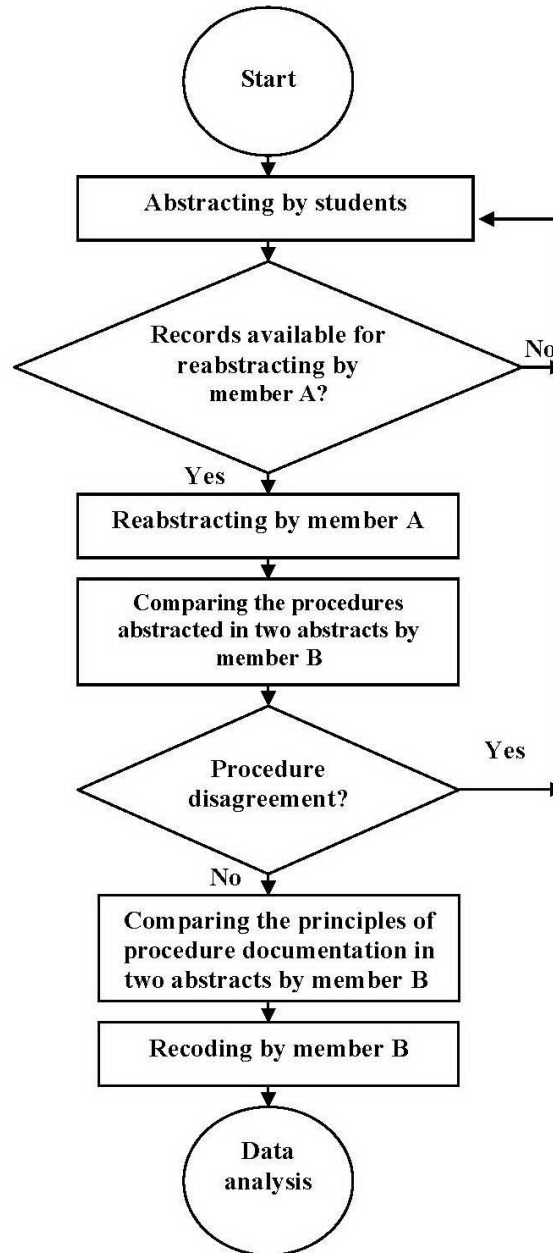 Start
Abstracting by students
Records available for
reabstracting by
member A?
No
Yes
Reabstracting by member A
Comparing the procedures
abstracted in two abstracts by
member B
Procedure
disagreement?
Yes
No
Comparing the principles of
procedure documentation in
two abstracts by member B
Recoding by member B
Data
analysis